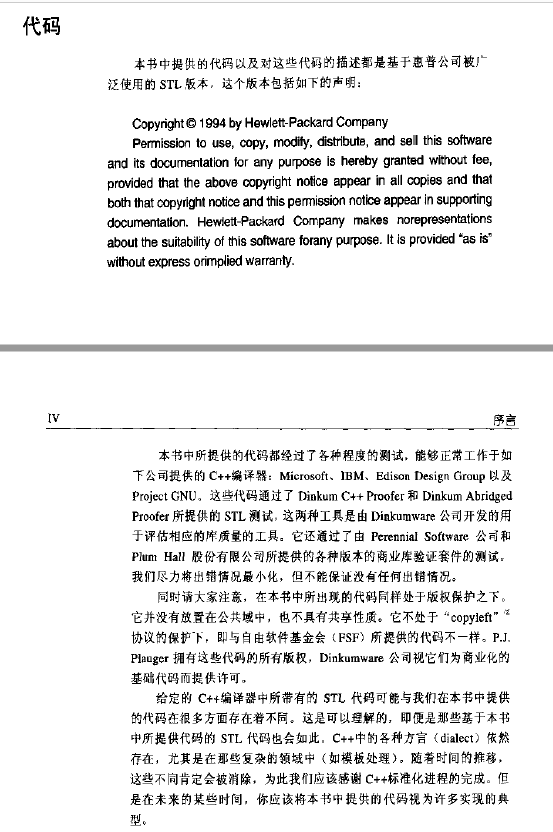 代码
本书中提供的代码以及对这些代码的描述都是基于惠普公司被广
泛使用的 STL 版本，这个版本包括如下的声明：
Copyright © 1994 by Hewlett-Packard Company
Permission to use, copy, modify, distribute, and sell this software
and its documentation for any purpose is hereby granted without fee,
provided that the above copyright notice appear in all copies and that
both that copyright notice and this permission notice appear in supporting
documentation. Hewlett-Packard Company makes norepresentations
about the suitability of this software forany purpose. It is provided “as is”
without express orimplied warranty.
IV 序言
本书中所提供的代码都经过了各种程度的测试，能够正常工作于如
下公司提供的 C++编译器：Microsoft、IBM、Edison Design Group 以及
Project GNU。这些代码通过了 Dinkum C++ Proofer 和 Dinkum Abridged
Proofer 所提供的 STL 测试，这两种工具是由 Dinkumware 公司开发的用
于评估相应的库质量的工具。它还通过了由 Perennial Software 公司和
Plum Hall 股份有限公司所提供的各种版本的商业库验证套件的测试。
我们尽力将出错情况最小化，但不能保证没有任何出错情况。
同时请大家注意，在本书中所出现的代码同样处于版权保护之下。
它并没有放置在公共域中，也不具有共享性质。它不处于“copyleft”②
协议的保护下，即与自由软件基金会（FSF）所提供的代码不一样。P.J.
Plauger 拥有这些代码的所有版权，Dinkumware 公司视它们为商业化的
基础代码而提供许可。
给定的 C++编译器中所带有的 STL 代码可能与我们在本书中提供
的代码在很多方面存在着不同。这是可以理解的，即便是那些基于本书
中所提供代码的 STL 代码也会如此。C++中的各种方言（dialect）依然
存在，尤其是在那些复杂的领域中（如模板处理）。随着时间的推移，
这些不同肯定会被消除，为此我们应该感谢 C++标准化进程的完成。但
是在未来的某些时间，你应该将本书中提供的代码视为许多实现的典
型。